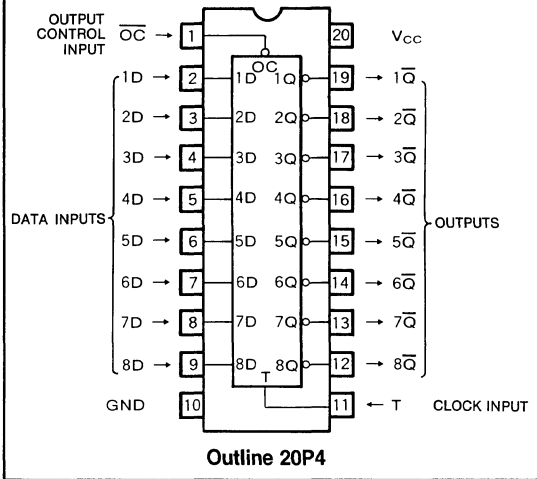 OUTPUT
CONTROL
INPUT
O̅C̅ → 1
20 V_CC
1D → 2 1D OC 1Q 19 → 1Q̅
2D → 3 2D 2Q 18 → 2Q̅
3D → 4 3D 3Q 17 → 3Q̅
4D → 5 4D 4Q 16 → 4Q̅
DATA INPUTS
OUTPUTS
5D → 6 5D 5Q 15 → 5Q̅
6D → 7 6D 6Q 14 → 6Q̅
7D → 8 7D 7Q 13 → 7Q̅
8D → 9 8D 8Q 12 → 8Q̅
T
GND 10 11 ← T CLOCK INPUT
Outline 20P4